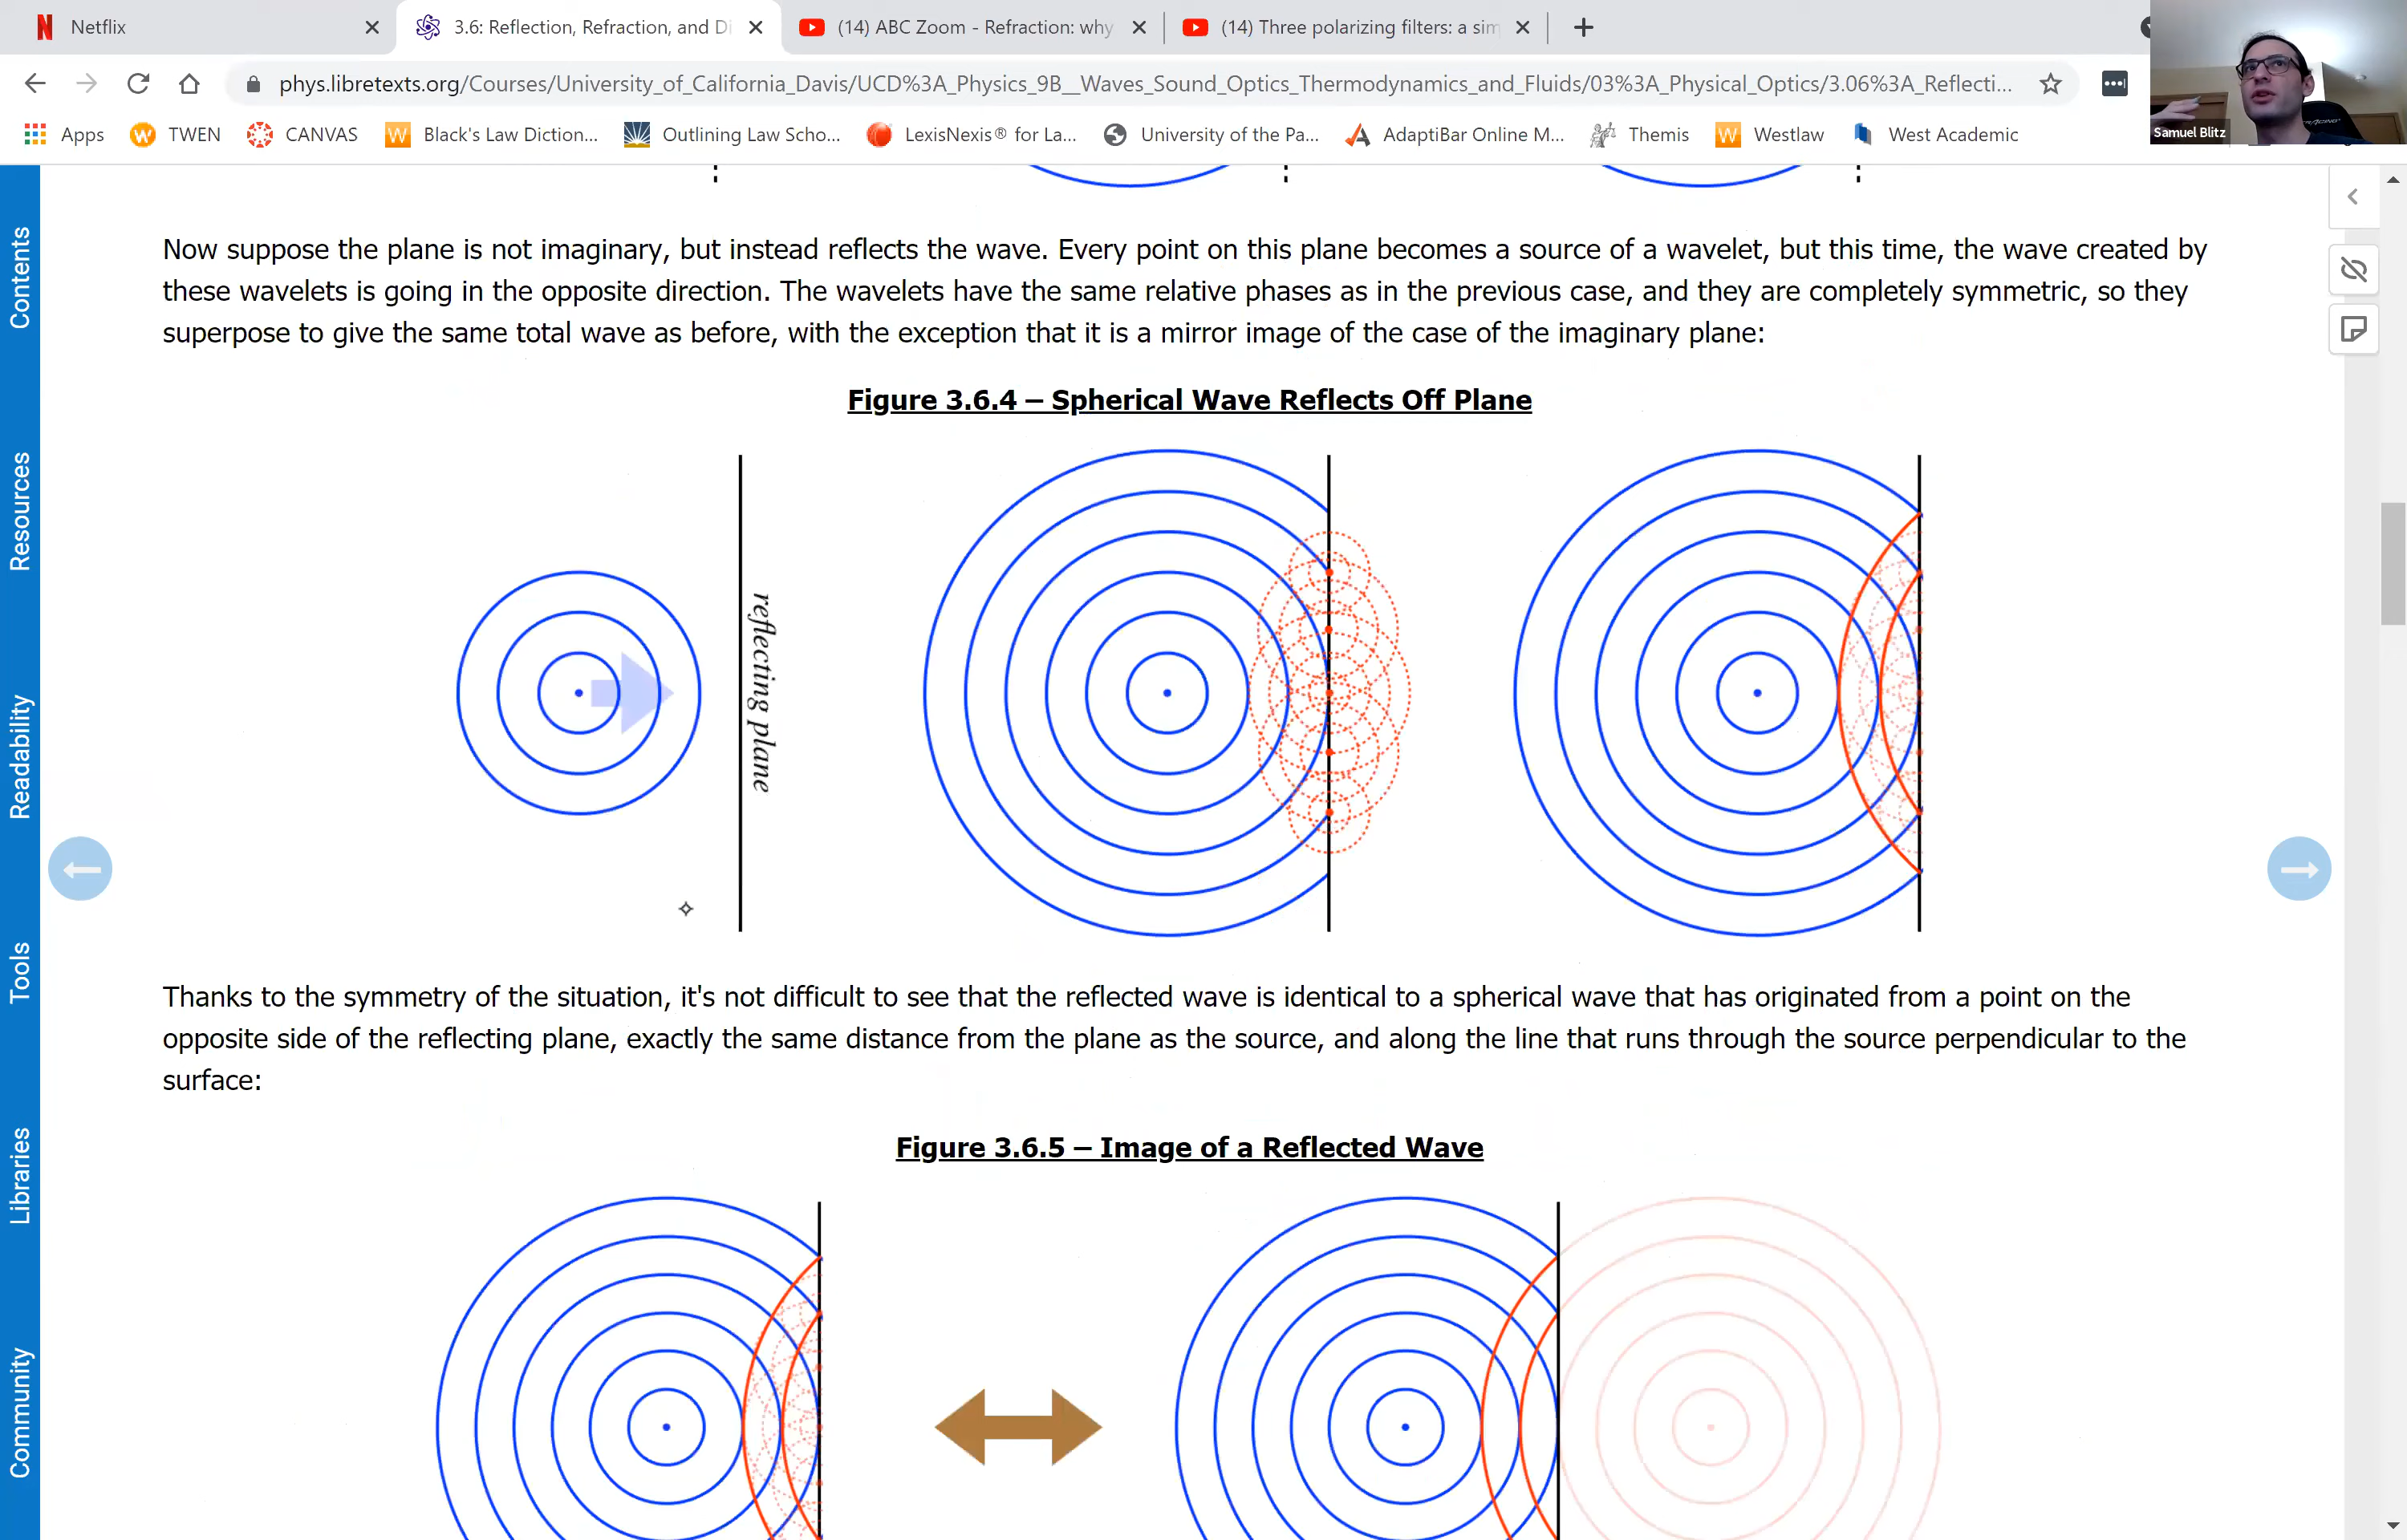 Netflix
3.6: Reflection, Refraction, and Di
(14) ABC Zoom - Refraction: why
(14) Three polarizing filters: a sim
phys.libretexts.org/Courses/University_of_California_Davis/UCD%3A_Physics_9B__Waves_Sound_Optics_Thermodynamics_and_Fluids/03%3A_Physical_Optics/3.06%3A_Reflecti...
Apps
TWEN
CANVAS
Black's Law Diction...
Outlining Law Scho...
LexisNexis® for La...
University of the Pa...
AdaptiBar Online M...
Themis
Westlaw
West Academic
Samuel Blitz
Contents
Resources
Readability
Tools
Libraries
Community
Now suppose the plane is not imaginary, but instead reflects the wave. Every point on this plane becomes a source of a wavelet, but this time, the wave created by
these wavelets is going in the opposite direction. The wavelets have the same relative phases as in the previous case, and they are completely symmetric, so they
superpose to give the same total wave as before, with the exception that it is a mirror image of the case of the imaginary plane:
Figure 3.6.4 – Spherical Wave Reflects Off Plane
reflecting plane
Thanks to the symmetry of the situation, it's not difficult to see that the reflected wave is identical to a spherical wave that has originated from a point on the
opposite side of the reflecting plane, exactly the same distance from the plane as the source, and along the line that runs through the source perpendicular to the
surface:
Figure 3.6.5 – Image of a Reflected Wave